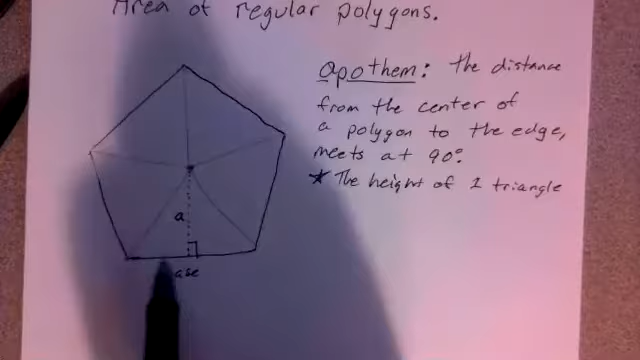 Area of regular polygons.
apothem: the distance
from the center of
a polygon to the edge,
meets at 90°.
★ The height of 1 triangle
a
ase